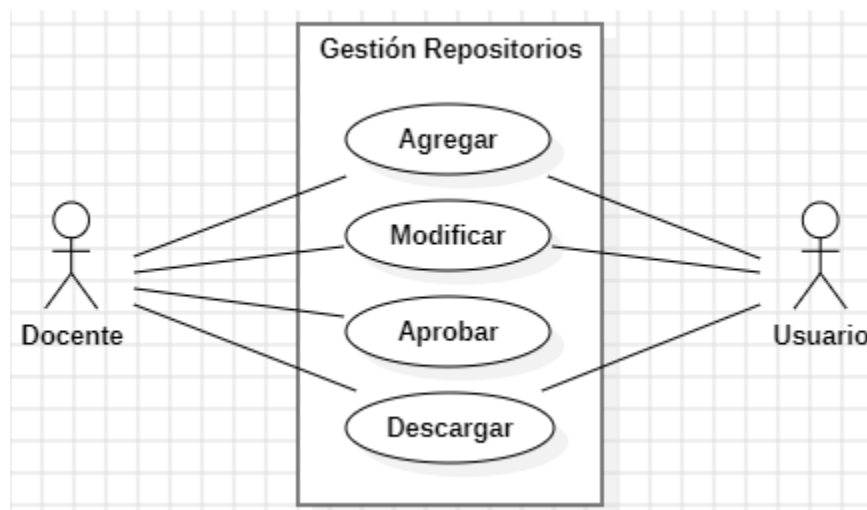 Gestión Repositorios
Agregar
Modificar
Aprobar
Descargar
Docente
Usuario